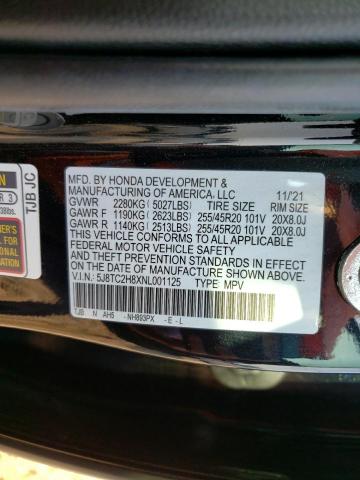 MFD. BY HONDA DEVELOPMENT &
MANUFACTURING OF AMERICA, LLC 11/21
GVWR 2280KG (5027LBS) TIRE SIZE RIM SIZE
GAWR F 1190KG (2623LBS) 255/45R20 101V 20X8.0J
GAWR R 1140KG (2513LBS) 255/45R20 101V 20X8.0J
THIS VEHICLE CONFORMS TO ALL APPLICABLE
FEDERAL MOTOR VEHICLE SAFETY
AND THEFT PREVENTION STANDARDS IN EFFECT ON
THE DATE OF MANUFACTURE SHOWN ABOVE.
V.I.N.: 5J8TC2H8XNL001125 TYPE: MPV
TJB N AH5 -NH893PX -E -L
TJB JC
R 3